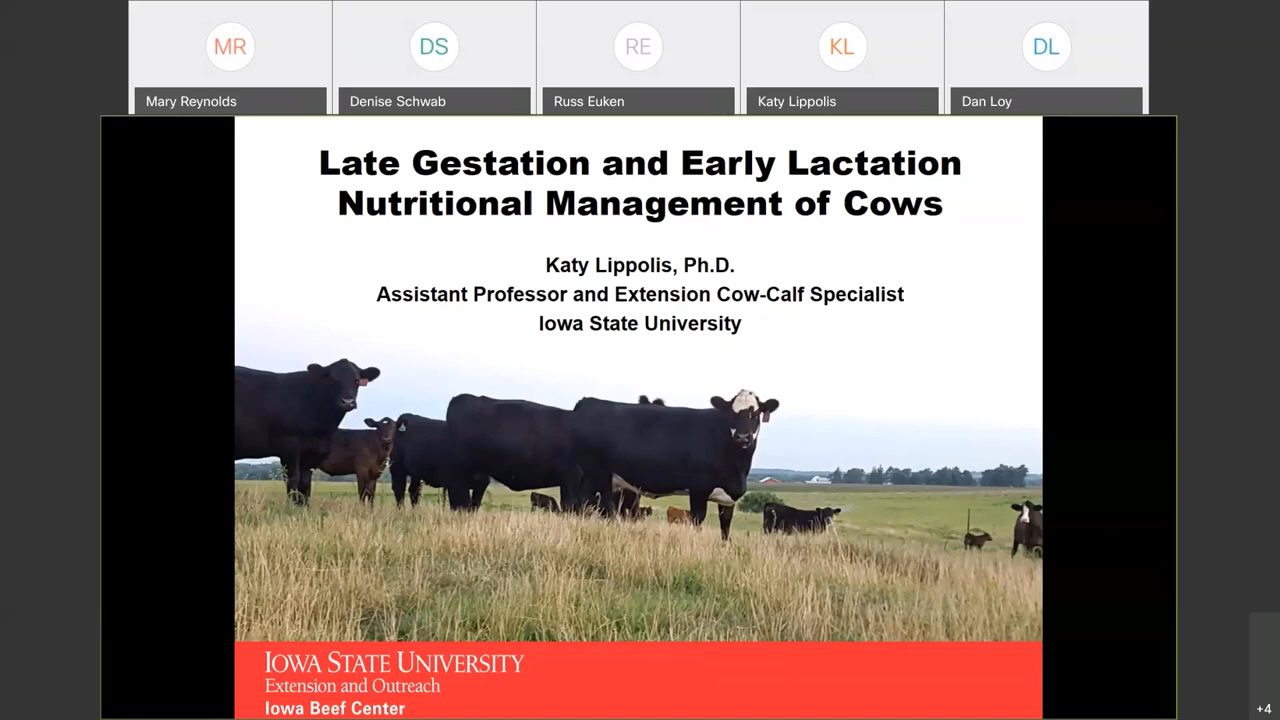 MR
DS
RE
KL
DL
Mary Reynolds
Denise Schwab
Russ Euken
Katy Lippolis
Dan Loy
Late Gestation and Early Lactation
Nutritional Management of Cows
Katy Lippolis, Ph.D.
Assistant Professor and Extension Cow-Calf Specialist
Iowa State University
IOWA STATE UNIVERSITY
Extension and Outreach
Iowa Beef Center
+4